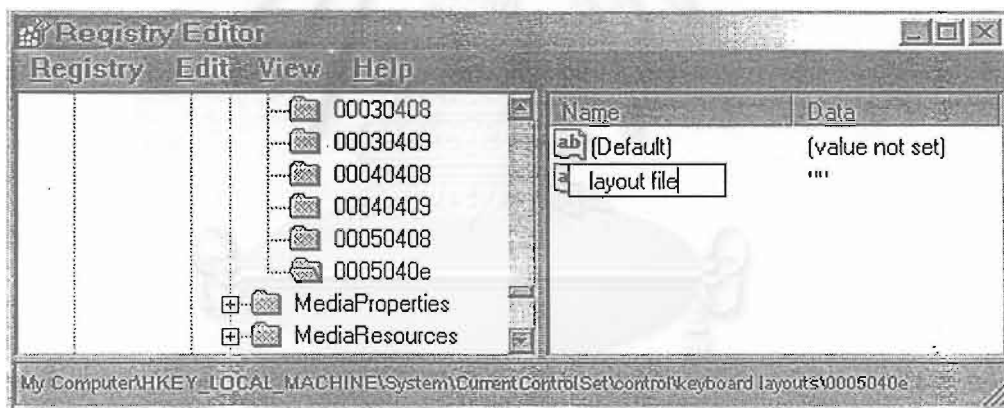 Registry Editor
Registry Edit View Help
00030408
00030409
00040408
00040409
00050408
0005040e
MediaProperties
MediaResources
Name Data
(Default) (value not set)
layout file ""
My Computer\HKEY_LOCAL_MACHINE\System\CurrentControlSet\control\keyboard layouts\0005040e